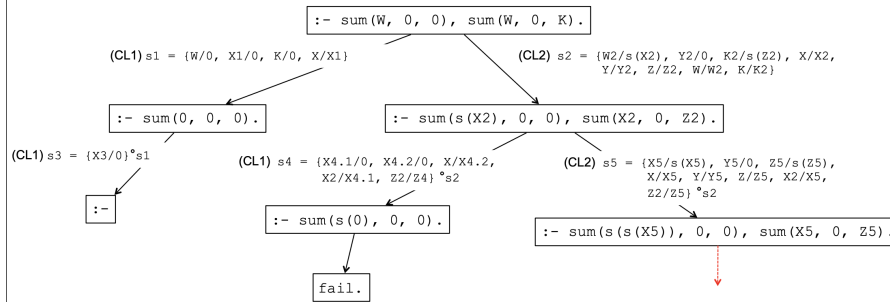 :- sum(W, 0, 0), sum(W, 0, K).
(CL1) s1 = {W/0, X1/0, K/0, X/X1}
(CL2) s2 = {W2/s(X2), Y2/0, K2/s(Z2), X/X2,
Y/Y2, Z/Z2, W/W2, K/K2}
:- sum(0, 0, 0).
:- sum(s(X2), 0, 0), sum(X2, 0, Z2).
(CL1) s3 = {X3/0}°s1
(CL1) s4 = {X4.1/0, X4.2/0, X/X4.2,
X2/X4.1, Z2/Z4}°s2
(CL2) s5 = {X5/s(X5), Y5/0, Z5/s(Z5),
X/X5, Y/Y5, Z/Z5, X2/X5,
Z2/Z5}°s2
:-
:- sum(s(0), 0, 0).
:- sum(s(s(X5)), 0, 0), sum(X5, 0, Z5).
fail.